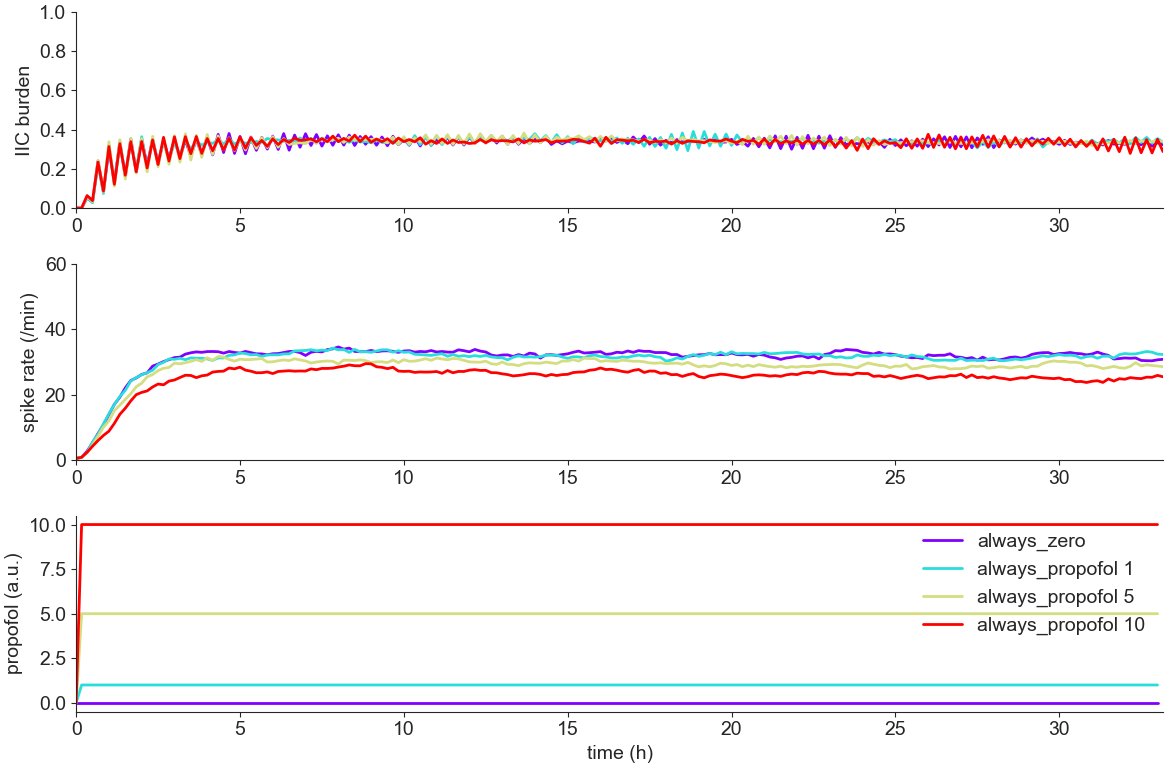 IIC burden
1.0
0.8
0.6
0.4
0.2
0.0
0 5 10 15 20 25 30
spike rate (/min)
60
40
20
0
0 5 10 15 20 25 30
propofol (a.u.)
10.0
7.5
5.0
2.5
0.0
always_zero
always_propofol 1
always_propofol 5
always_propofol 10
0 5 10 15 20 25 30
time (h)